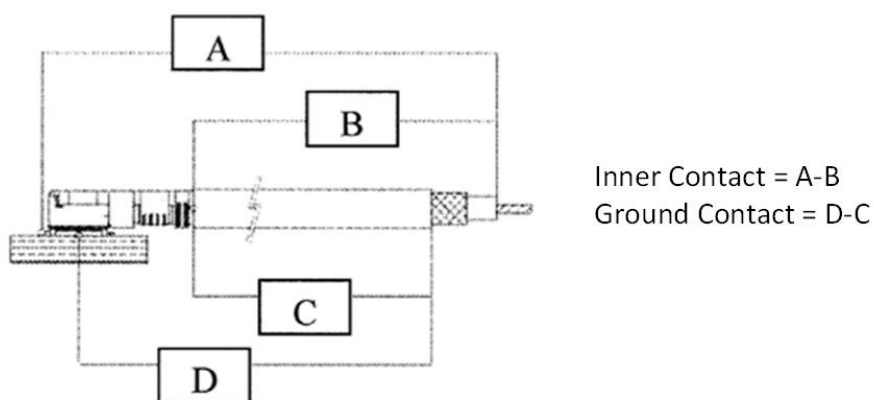 A
B
Inner Contact = A-B
Ground Contact = D-C
C
D